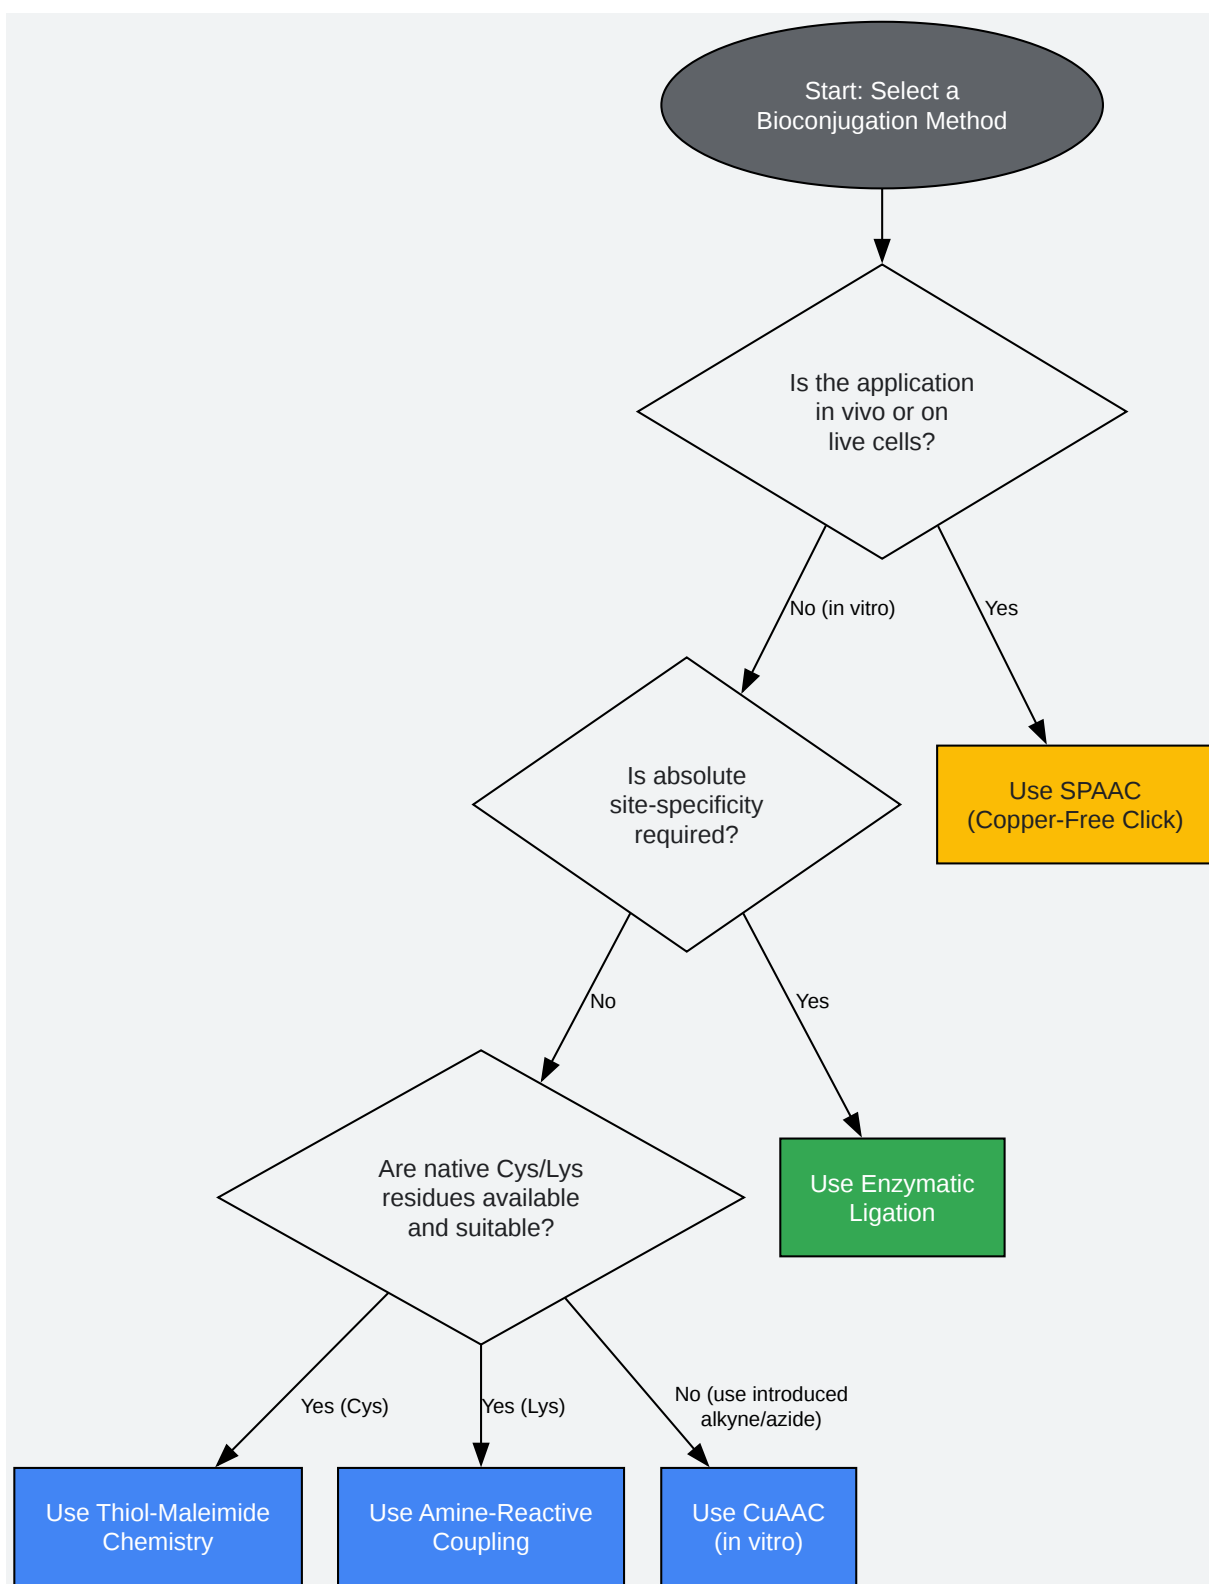 Start: Select a
Bioconjugation Method
Is the application
in vivo or on
live cells?
No (in vitro)
Yes
Is absolute
site-specificity
required?
Use SPAAC
(Copper-Free Click)
No
Yes
Are native Cys/Lys
residues available
and suitable?
Use Enzymatic
Ligation
Yes (Cys)
Yes (Lys)
No (use introduced
alkyne/azide)
Use Thiol-Maleimide
Chemistry
Use Amine-Reactive
Coupling
Use CuAAC
(in vitro)